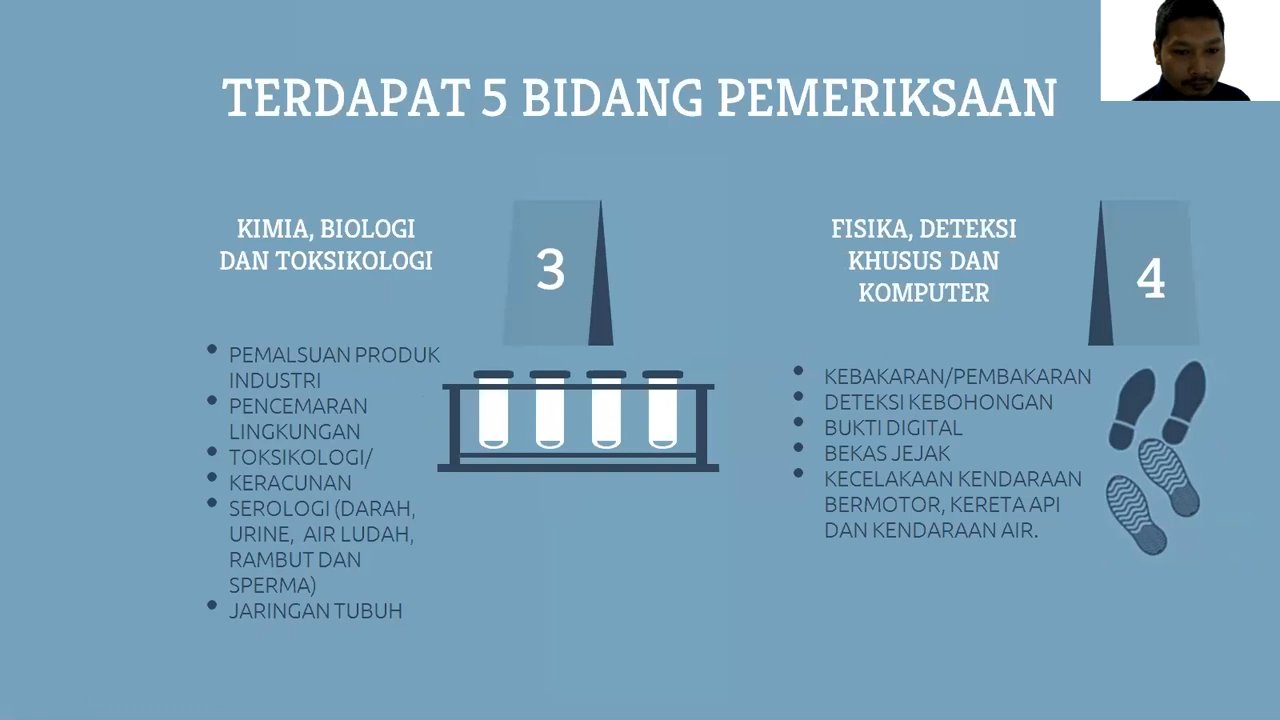 TERDAPAT 5 BIDANG PEMERIKSAAN
KIMIA, BIOLOGI
DAN TOKSIKOLOGI
3
PEMALSUAN PRODUK
INDUSTRI
PENCEMARAN
LINGKUNGAN
TOKSIKOLOGI/
KERACUNAN
SEROLOGI (DARAH,
URINE, AIR LUDAH,
RAMBUT DAN
SPERMA)
JARINGAN TUBUH
FISIKA, DETEKSI
KHUSUS DAN
KOMPUTER
4
KEBAKARAN/PEMBAKARAN
DETEKSI KEBOHONGAN
BUKTI DIGITAL
BEKAS JEJAK
KECELAKAAN KENDARAAN
BERMOTOR, KERETA API
DAN KENDARAAN AIR.